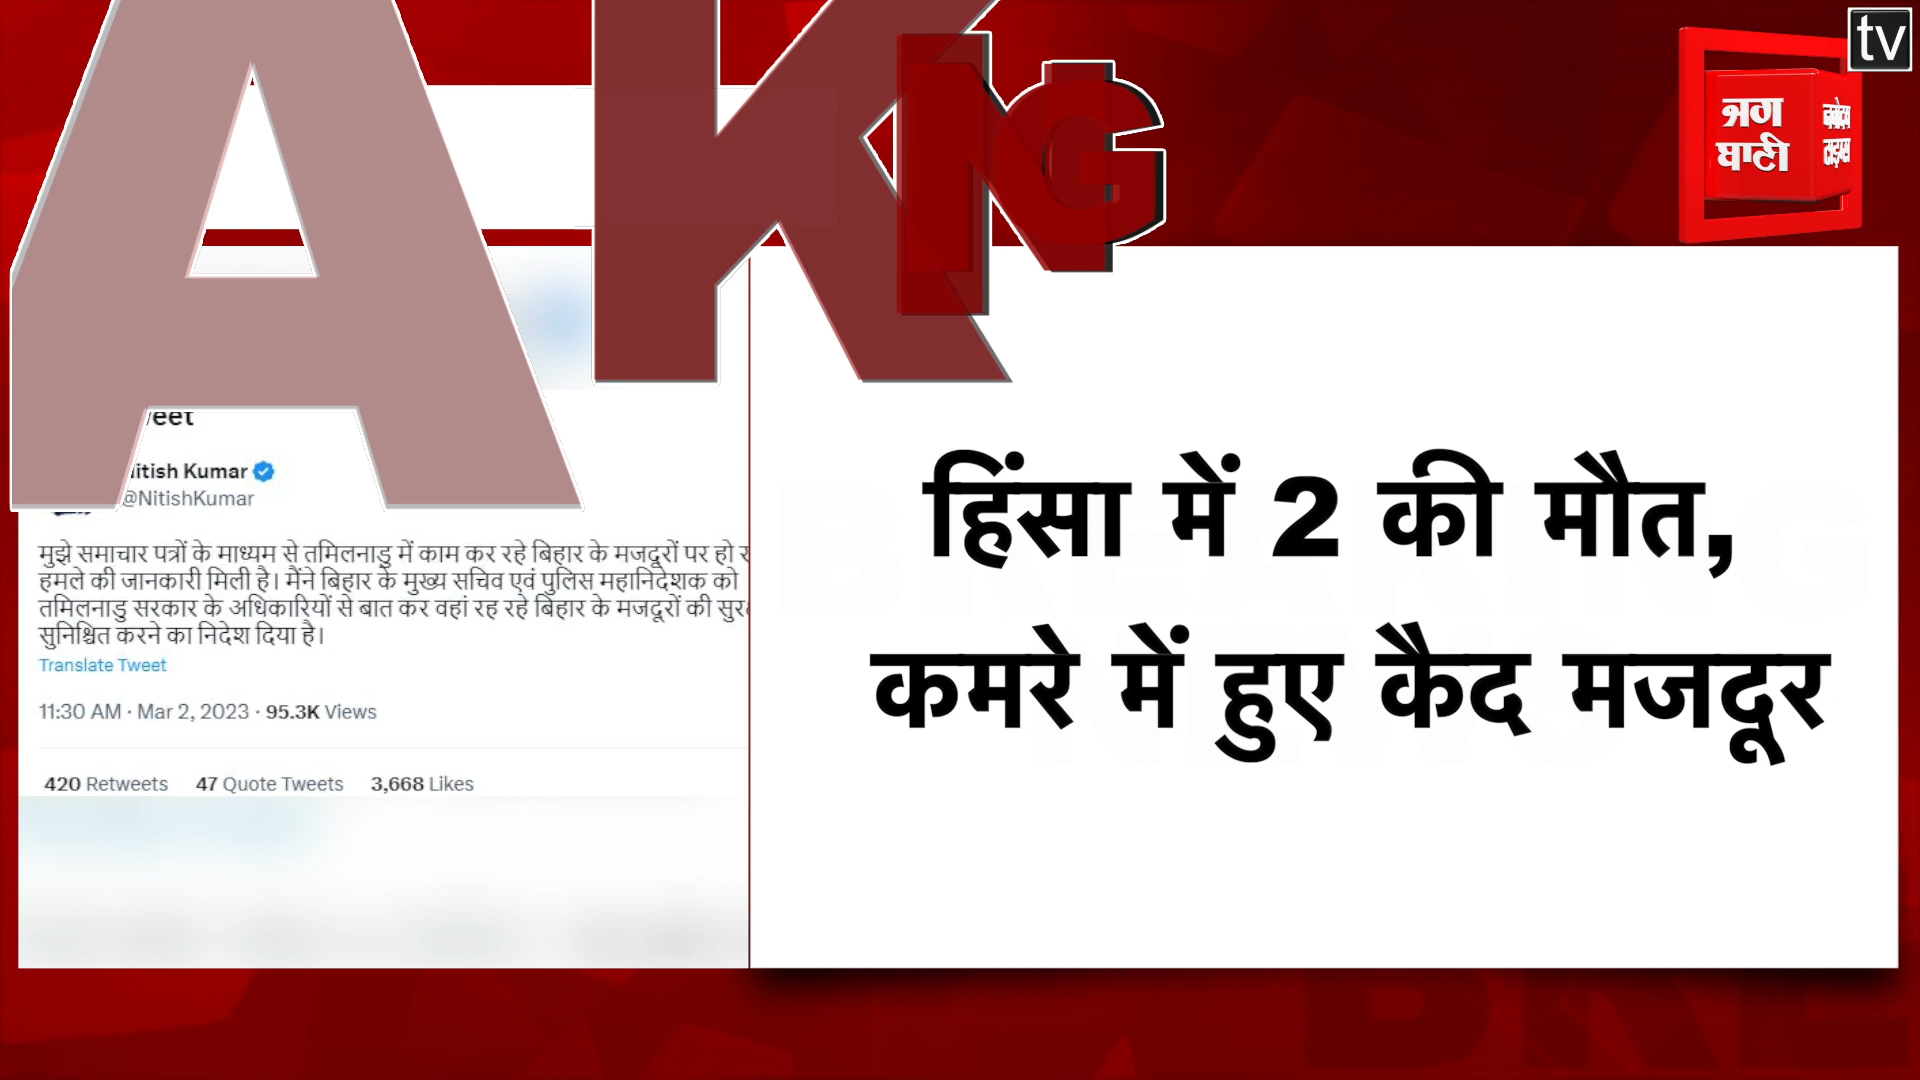 AKING
tv
जग
बाणी
eet
itish Kumar
@NitishKumar
मुझे समाचार पत्रों के माध्यम से तमिलनाडु में काम कर रहे बिहार के मजदूरों पर हो
हमले की जानकारी मिली है। मैंने बिहार के मुख्य सचिव एवं पुलिस महानिदेशक को
तमिलनाडु सरकार के अधिकारियों से बात कर वहां रह रहे बिहार के मजदूरों की
सुनिश्चित करने का निदेश दिया है।
Translate Tweet
11:30 AM · Mar 2, 2023 · 95.3K Views
420 Retweets 47 Quote Tweets 3,668 Likes
हिंसा में 2 की मौत,
कमरे में हुए कैद मजदूर